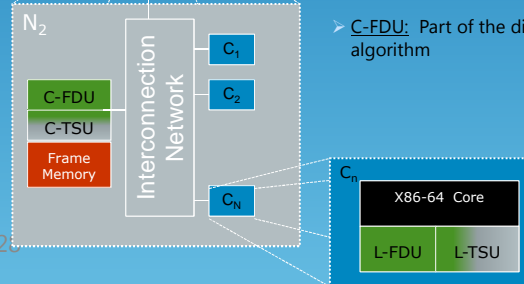 N2
C-FDU
C-TSU
Frame
Memory
Interconnection
Network
C1
C2
CN
➢ C-FDU: Part of the
algorithm
Cn
X86-64 Core
L-FDU
L-TSU